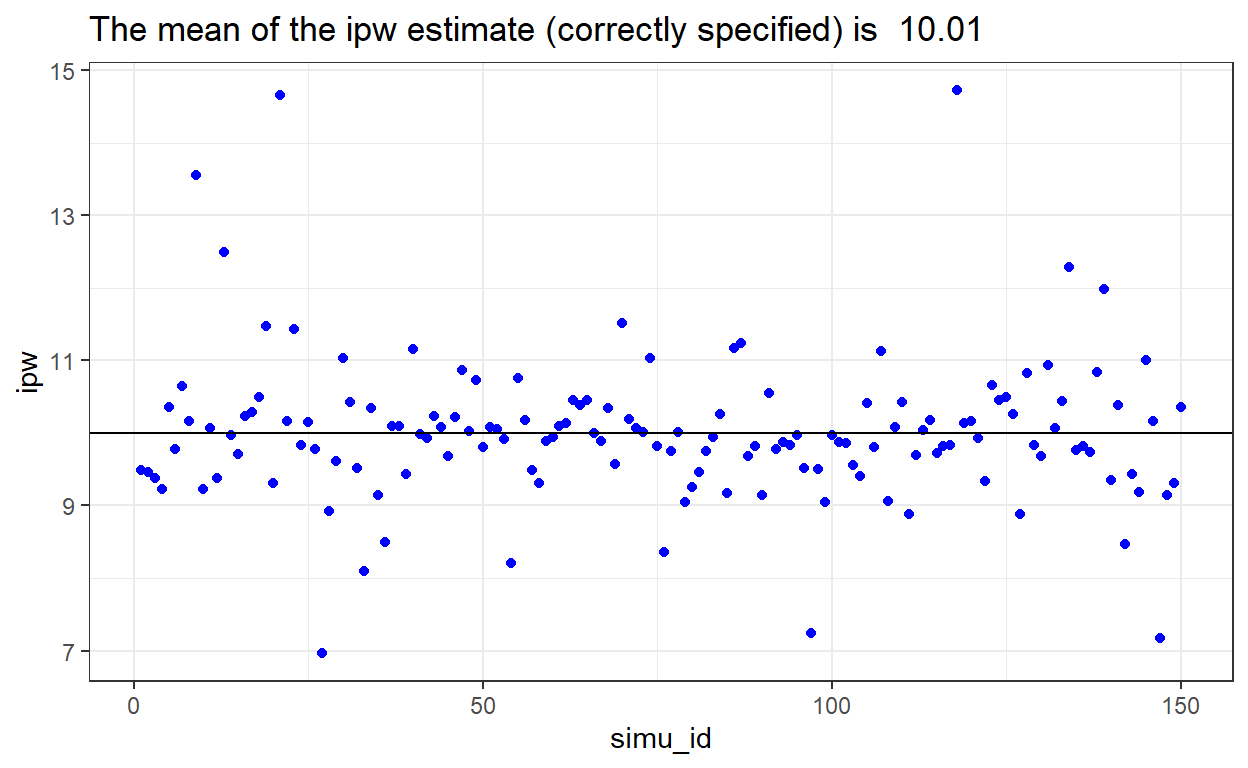 The mean of the ipw estimate (correctly specified) is  10.01
15
13
11
9
7
ipw
0 50 100 150
simu_id